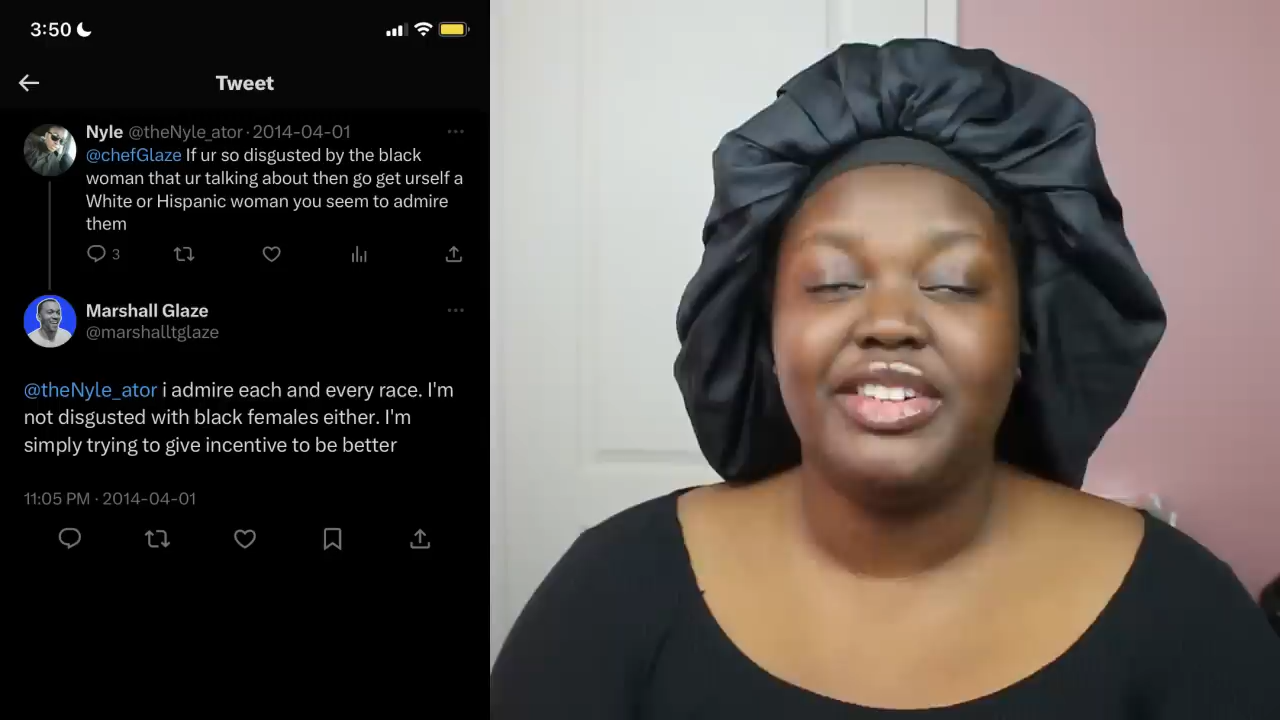 3:50
Tweet
Nyle @theNyle_ator · 2014-04-01
@chefGlaze If ur so disgusted by the black
woman that ur talking about then go get urself a
White or Hispanic woman you seem to admire
them
3
Marshall Glaze
@marshalltglaze
@theNyle_ator i admire each and every race. I'm
not disgusted with black females either. I'm
simply trying to give incentive to be better
11:05 PM · 2014-04-01